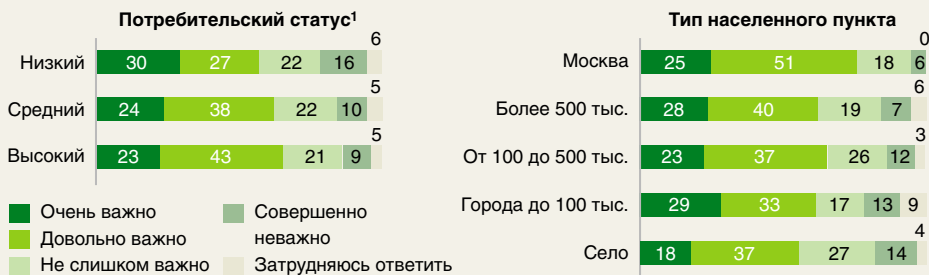 Потребительский статус¹
6
Низкий 30 27 22 16
5
Средний 24 38 22 10
5
Высокий 23 43 21 9
Очень важно
Довольно важно
Не слишком важно
Совершенно
неважно
Затрудняюсь ответить
Тип населенного пункта
0
Москва 25 51 18 6
6
Более 500 тыс. 28 40 19 7
3
От 100 до 500 тыс. 23 37 26 12
Города до 100 тыс. 29 33 17 13 9
4
Село 18 37 27 14